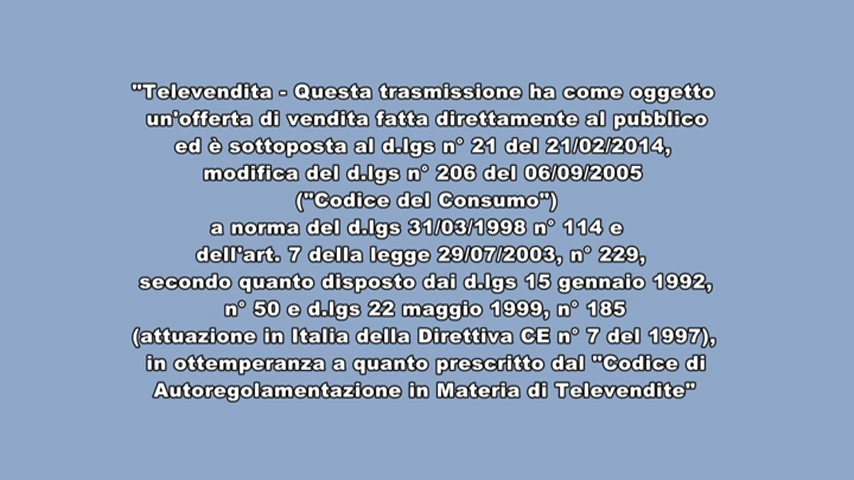 "Televendita - Questa trasmissione ha come oggetto
un'offerta di vendita fatta direttamente al pubblico
ed è sottoposta al d.lgs n° 21 del 21/02/2014,
modifica del d.lgs n° 206 del 06/09/2005
("Codice del Consumo")
a norma del d.lgs 31/03/1998 n° 114 e
dell'art. 7 della legge 29/07/2003, n° 229,
secondo quanto disposto dai d.lgs 15 gennaio 1992,
n° 50 e d.lgs 22 maggio 1999, n° 185
(attuazione in Italia della Direttiva CE n° 7 del 1997),
in ottemperanza a quanto prescritto dal "Codice di
Autoregolamentazione in Materia di Televendite"